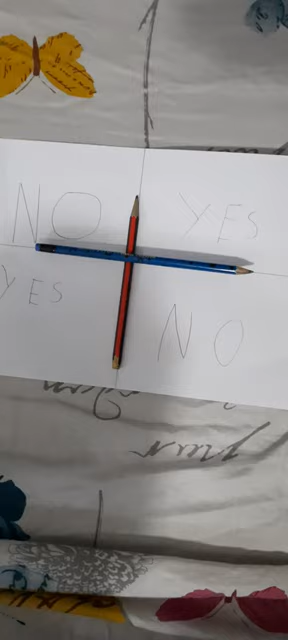 NO YES
YES NO